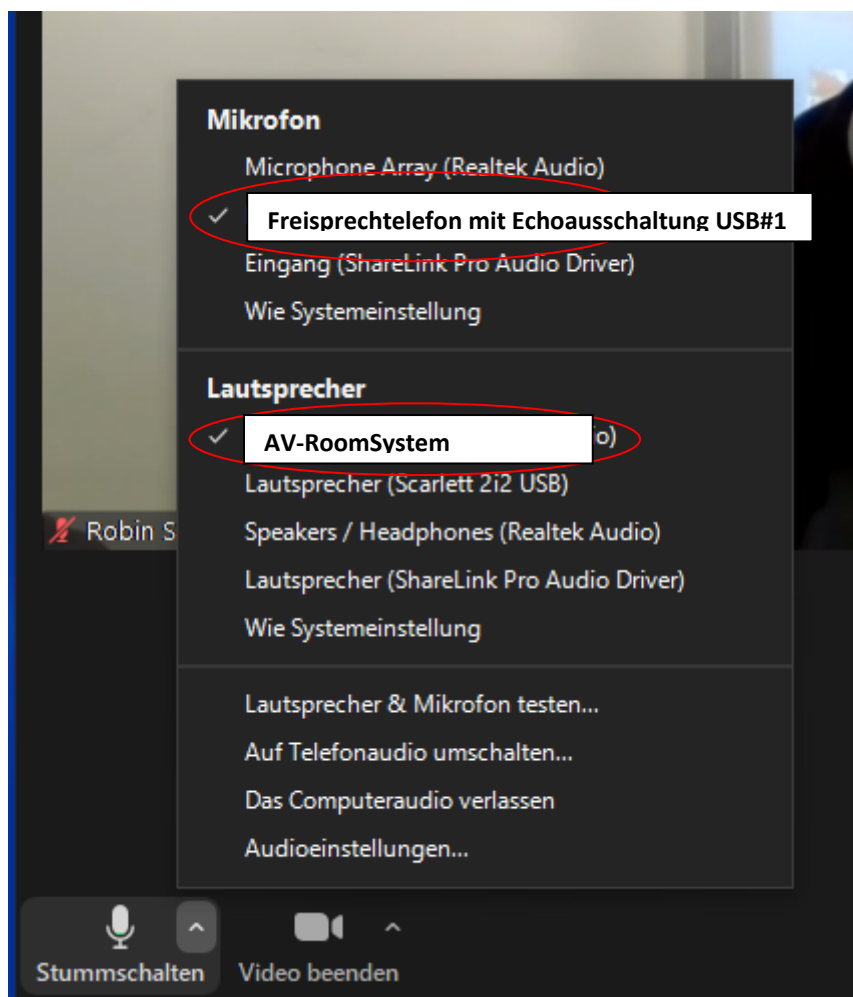 Mikrofon
Microphone Array (Realtek Audio)
Freisprechtelefon mit Echoausschaltung USB#1
Eingang (ShareLink Pro Audio Driver)
Wie Systemeinstellung
Lautsprecher
AV-RoomSystem o)
Lautsprecher (Scarlett 2i2 USB)
Robin S
Speakers / Headphones (Realtek Audio)
Lautsprecher (ShareLink Pro Audio Driver)
Wie Systemeinstellung
Lautsprecher & Mikrofon testen...
Auf Telefonaudio umschalten...
Das Computeraudio verlassen
Audioeinstellungen...
Stummschalten
Video beenden